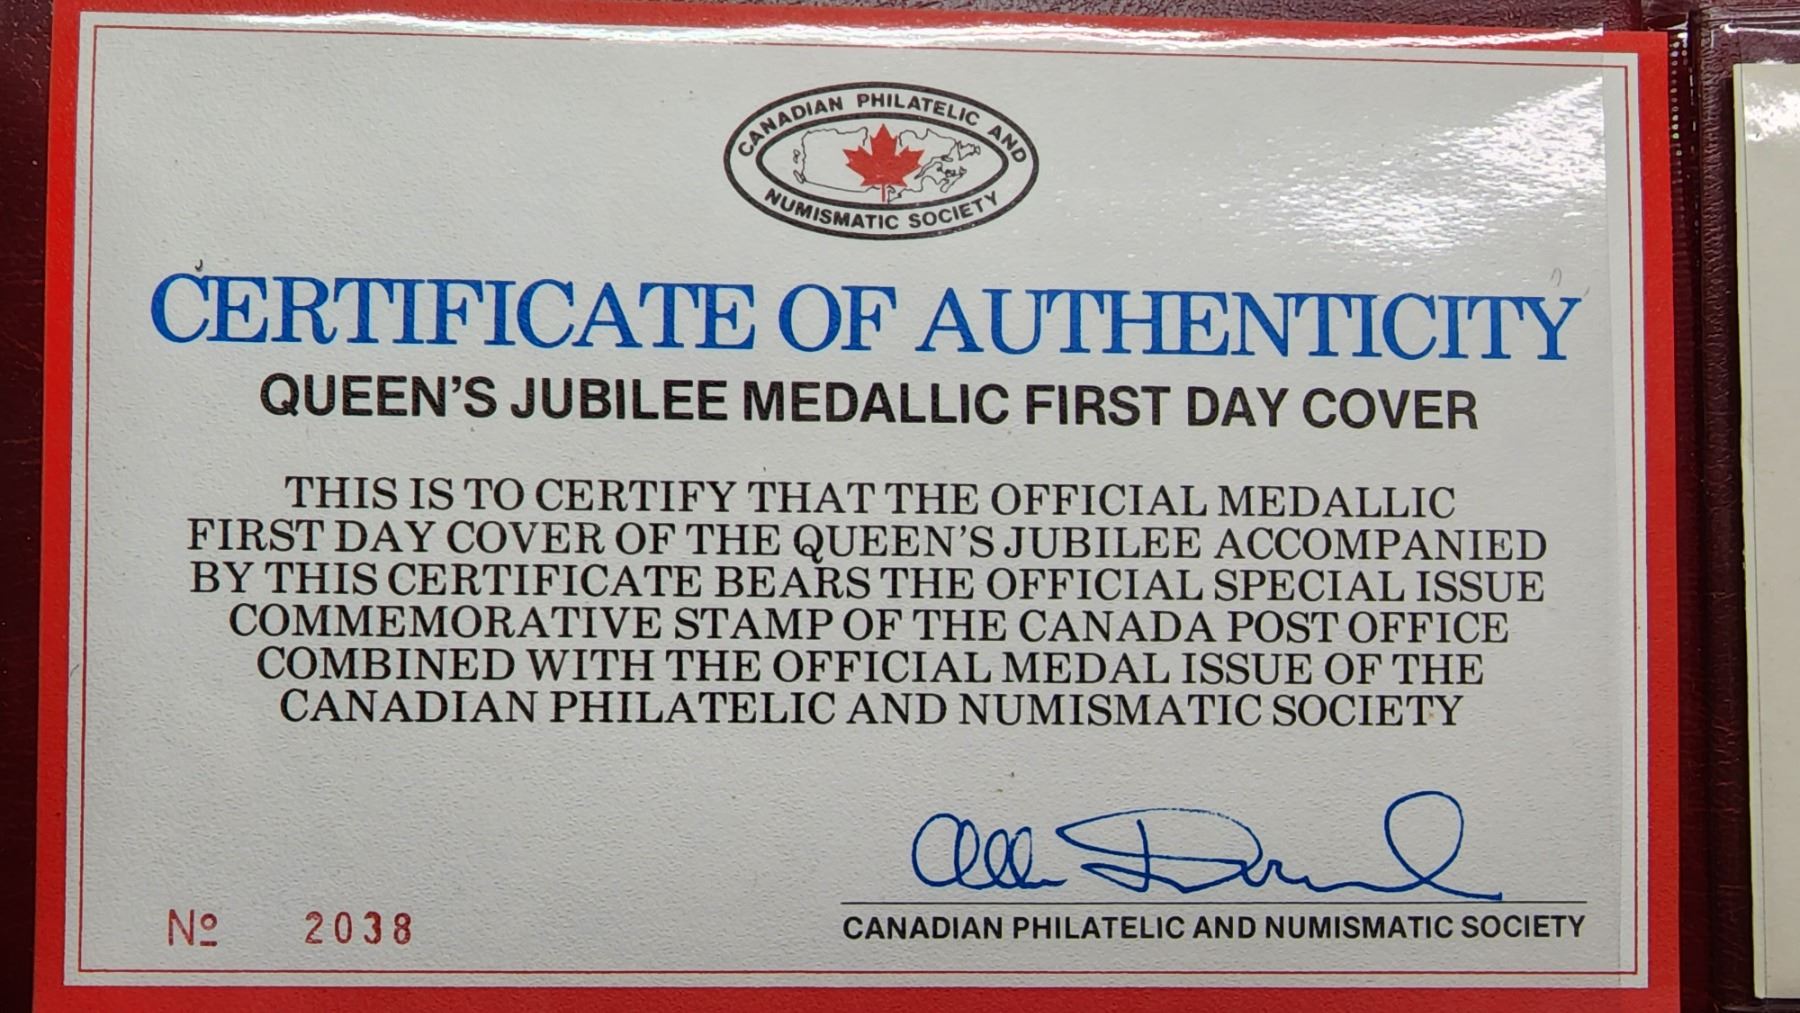 CANADIAN PHILATELIC AND
NUMISMATIC SOCIETY
CERTIFICATE OF AUTHENTICITY
QUEEN'S JUBILEE MEDALLIC FIRST DAY COVER
THIS IS TO CERTIFY THAT THE OFFICIAL MEDALLIC
FIRST DAY COVER OF THE QUEEN'S JUBILEE ACCOMPANIED
BY THIS CERTIFICATE BEARS THE OFFICIAL SPECIAL ISSUE
COMMEMORATIVE STAMP OF THE CANADA POST OFFICE
COMBINED WITH THE OFFICIAL MEDAL ISSUE OF THE
CANADIAN PHILATELIC AND NUMISMATIC SOCIETY
CANADIAN PHILATELIC AND NUMISMATIC SOCIETY
Nº 2038